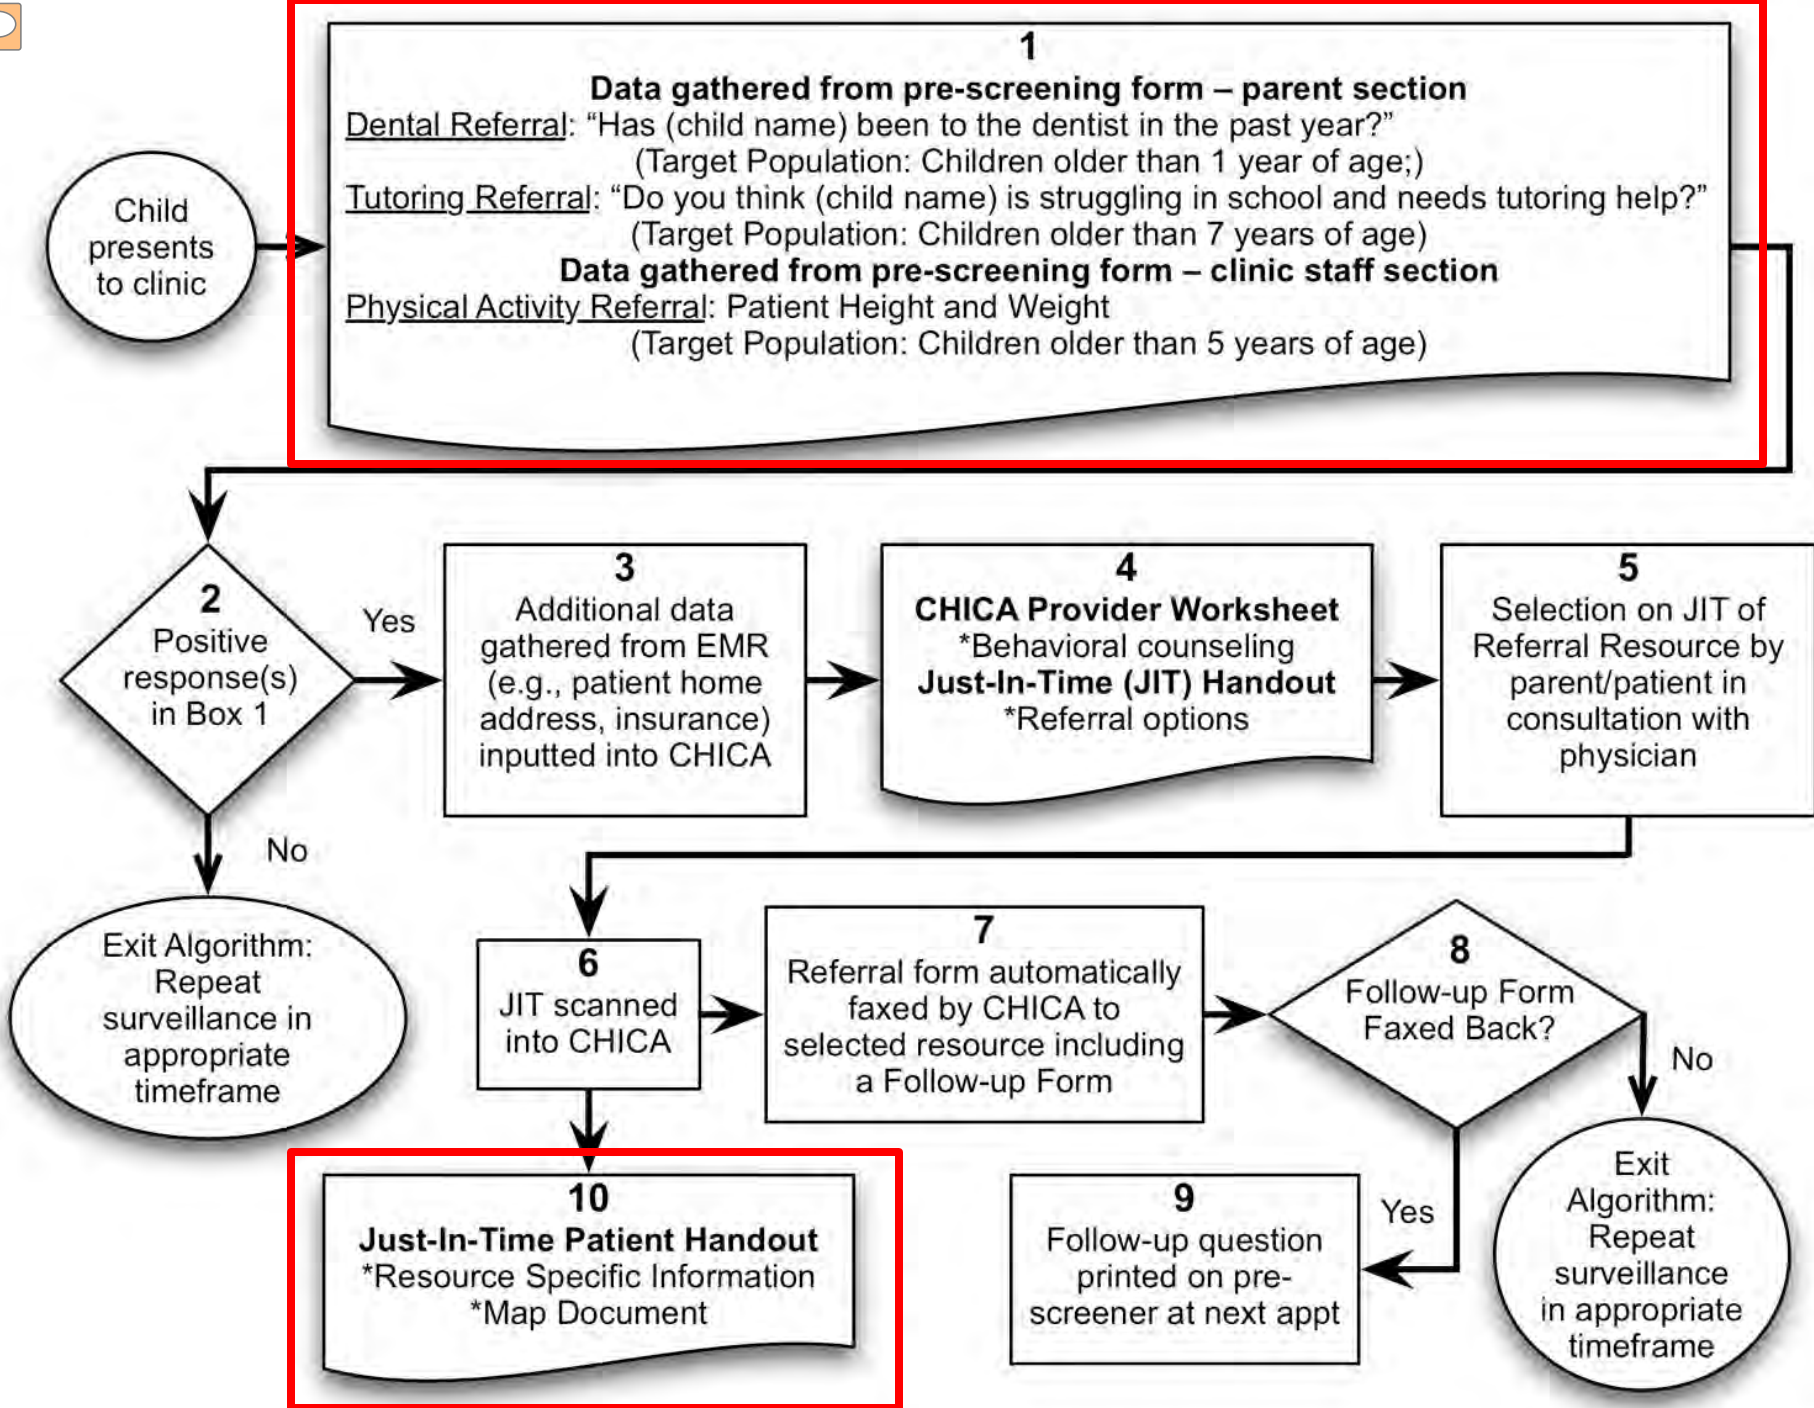 Child
presents
to clinic
1
Data gathered from pre-screening form – parent section
Dental Referral: “Has (child name) been to the dentist in the past year?”
(Target Population: Children older than 1 year of age;)
Tutoring Referral: “Do you think (child name) is struggling in school and needs tutoring help?”
(Target Population: Children older than 7 years of age)
Data gathered from pre-screening form – clinic staff section
Physical Activity Referral: Patient Height and Weight
(Target Population: Children older than 5 years of age)
2
Positive
response(s)
in Box 1
Yes
No
3
Additional data
gathered from EMR
(e.g., patient home
address, insurance)
inputted into CHICA
4
CHICA Provider Worksheet
*Behavioral counseling
Just-In-Time (JIT) Handout
*Referral options
5
Selection on JIT of
Referral Resource by
parent/patient in
consultation with
physician
Exit Algorithm:
Repeat
surveillance in
appropriate
timeframe
6
JIT scanned
into CHICA
7
Referral form automatically
faxed by CHICA to
selected resource including
a Follow-up Form
8
Follow-up Form
Faxed Back?
No
Yes
10
Just-In-Time Patient Handout
*Resource Specific Information
*Map Document
9
Follow-up question
printed on pre-
screener at next appt
Exit
Algorithm:
Repeat
surveillance
in appropriate
timeframe